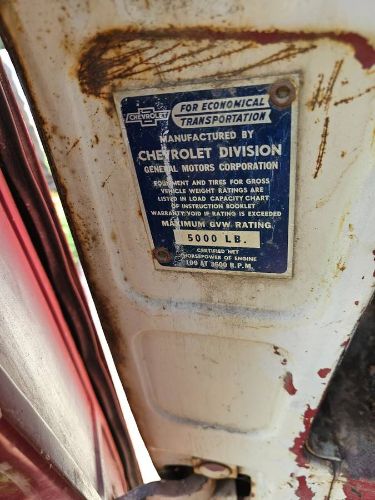 CHEVROLET
FOR ECONOMICAL
TRANSPORTATION
MANUFACTURED BY
CHEVROLET DIVISION
GENERAL MOTORS CORPORATION
EQUIPMENT AND TIRES FOR GROSS
VEHICLE WEIGHT RATINGS ARE
LISTED IN LOAD CAPACITY CHART
OF INSTRUCTION BOOKLET
WARRANTY VOID IF RATING IS EXCEEDED
MAXIMUM GVW RATING
5000 LB.
CERTIFIED NET
HORSEPOWER OF ENGINE
109 AT 3600 R.P.M.